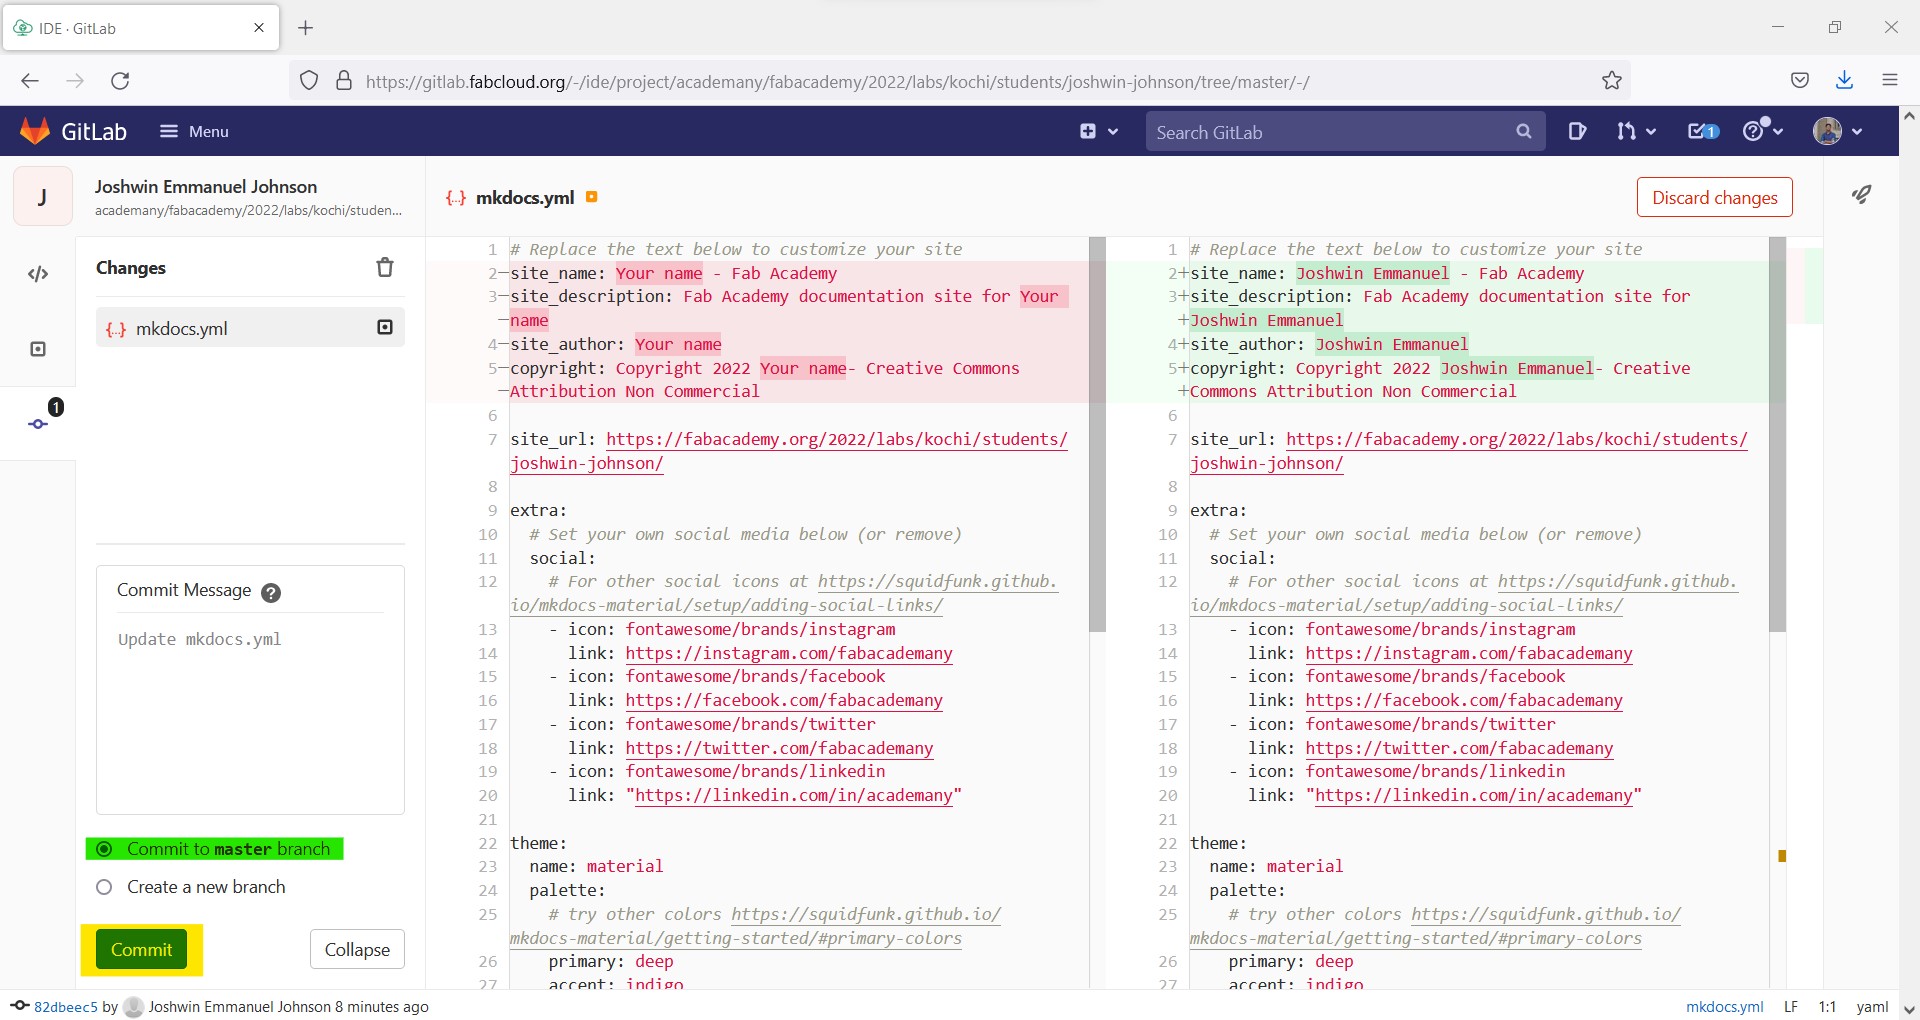 IDE · GitLab
https://gitlab.fabcloud.org/-/ide/project/academany/fabacademy/2022/labs/kochi/students/joshwin-johnson/tree/master/-/
GitLab
Menu
Search GitLab
1
J
Joshwin Emmanuel Johnson
academany/fabacademy/2022/labs/kochi/studen...
{...} mkdocs.yml
Discard changes
Changes
{...} mkdocs.yml
1
Commit Message ?
Update mkdocs.yml
Commit to master branch
Create a new branch
Commit
Collapse
1 # Replace the text below to customize your site
2-site_name: Your name - Fab Academy
3-site_description: Fab Academy documentation site for Your
-name
4-site_author: Your name
5-copyright: Copyright 2022 Your name- Creative Commons
-Attribution Non Commercial
6
7 site_url: https://fabacademy.org/2022/labs/kochi/students/
joshwin-johnson/
8
9 extra:
10 # Set your own social media below (or remove)
11 social:
12 # For other social icons at https://squidfunk.github.
io/mkdocs-material/setup/adding-social-links/
13 - icon: fontawesome/brands/instagram
14 link: https://instagram.com/fabacademany
15 - icon: fontawesome/brands/facebook
16 link: https://facebook.com/fabacademany
17 - icon: fontawesome/brands/twitter
18 link: https://twitter.com/fabacademany
19 - icon: fontawesome/brands/linkedin
20 link: "https://linkedin.com/in/academany"
21
22 theme:
23 name: material
24 palette:
25 # try other colors https://squidfunk.github.io/
mkdocs-material/getting-started/#primary-colors
26 primary: deep
27 accent: indigo
1 # Replace the text below to customize your site
2+site_name: Joshwin Emmanuel - Fab Academy
3+site_description: Fab Academy documentation site for
+Joshwin Emmanuel
4+site_author: Joshwin Emmanuel
5+copyright: Copyright 2022 Joshwin Emmanuel- Creative
+Commons Attribution Non Commercial
6
7 site_url: https://fabacademy.org/2022/labs/kochi/students/
joshwin-johnson/
8
9 extra:
10 # Set your own social media below (or remove)
11 social:
12 # For other social icons at https://squidfunk.github.
io/mkdocs-material/setup/adding-social-links/
13 - icon: fontawesome/brands/instagram
14 link: https://instagram.com/fabacademany
15 - icon: fontawesome/brands/facebook
16 link: https://facebook.com/fabacademany
17 - icon: fontawesome/brands/twitter
18 link: https://twitter.com/fabacademany
19 - icon: fontawesome/brands/linkedin
20 link: "https://linkedin.com/in/academany"
21
22 theme:
23 name: material
24 palette:
25 # try other colors https://squidfunk.github.io/
mkdocs-material/getting-started/#primary-colors
26 primary: deep
27 accent: indigo
82dbeec5 by Joshwin Emmanuel Johnson 8 minutes ago
mkdocs.yml LF 1:1 yaml